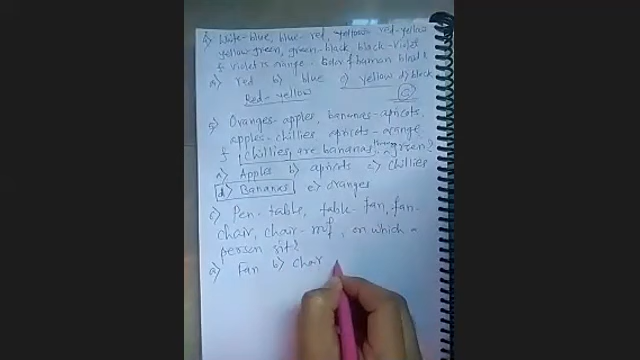 4) White-blue, blue-red, yellow red-yellow
yellow-green, green-black black-violet
& violet is orange. color of human blood?
a) red b) blue c) yellow d) black
Red-yellow c
5) Oranges-apples, bananas-apricots,
apples-chillies apricots-orange
& chillies are bananas, green?
a) Apples b) apricots c) chillies
d) Bananas e) oranges
6) Pen-table, table-fan, fan-
chair, chair-roof, on which a
person sit?
a) Fan b) chair